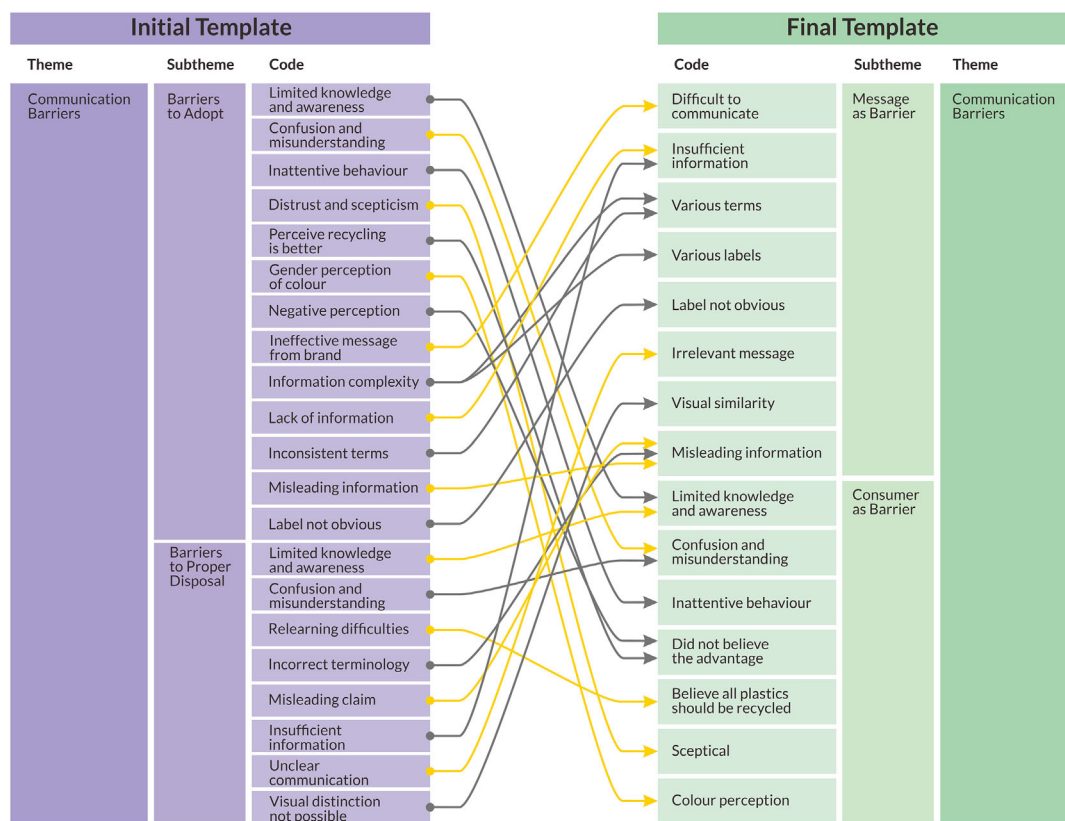 Initial Template
Theme
Subtheme
Code
Communication
Barriers
Barriers
to Adopt
Limited knowledge
and awareness
Confusion and
misunderstanding
Inattentive behaviour
Distrust and scepticism
Perceive recycling
is better
Gender perception
of colour
Negative perception
Ineffective message
from brand
Information complexity
Lack of information
Inconsistent terms
Misleading information
Label not obvious
Barriers
to Proper
Disposal
Limited knowledge
and awareness
Confusion and
misunderstanding
Relearning difficulties
Incorrect terminology
Misleading claim
Insufficient
information
Unclear
communication
Visual distinction
not possible
Final Template
Code
Subtheme
Theme
Difficult to
communicate
Insufficient
information
Various terms
Various labels
Label not obvious
Irrelevant message
Visual similarity
Misleading information
Limited knowledge
and awareness
Confusion and
misunderstanding
Inattentive behaviour
Did not believe
the advantage
Believe all plastics
should be recycled
Sceptical
Colour perception
Message
as Barrier
Consumer
as Barrier
Communication
Barriers